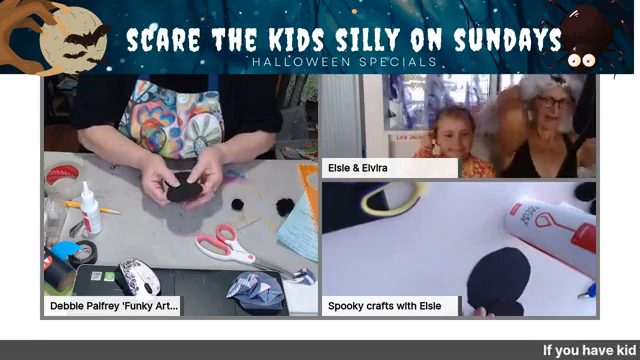 SCARE THE KIDS SILLY ON SUNDAYS
HALLOWEEN SPECIALS
Elsie & Elvira
Debbie Palfrey 'Funky Art...
Spooky crafts with Elsie
If you have kid